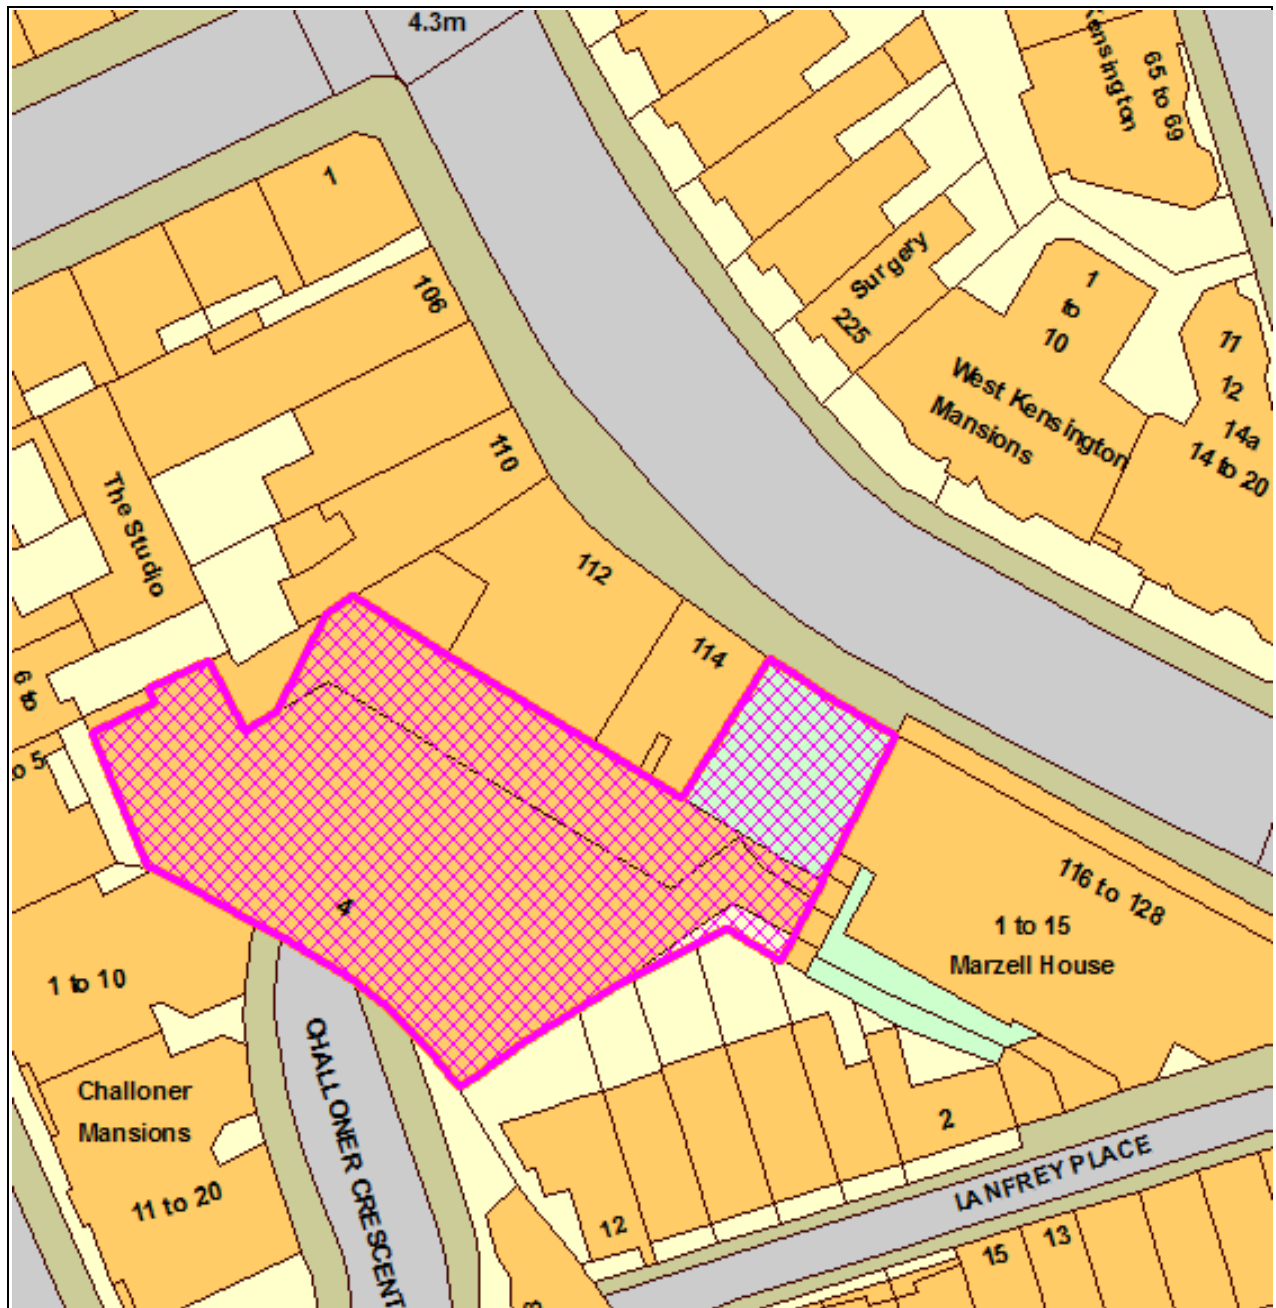 4.3m
Kensington
65 to 69
1
106
Surgery
225
1
to
10
11
12
14a
14 to 20
West Kensington
Mansions
110
The Studio
112
114
6 to
o 5
4
116 to 128
1 to 15
Marzell House
1 to 10
CHALLONER CRESCENT
Challoner
Mansions
11 to 20
2
LANFREY PLACE
12
15
13